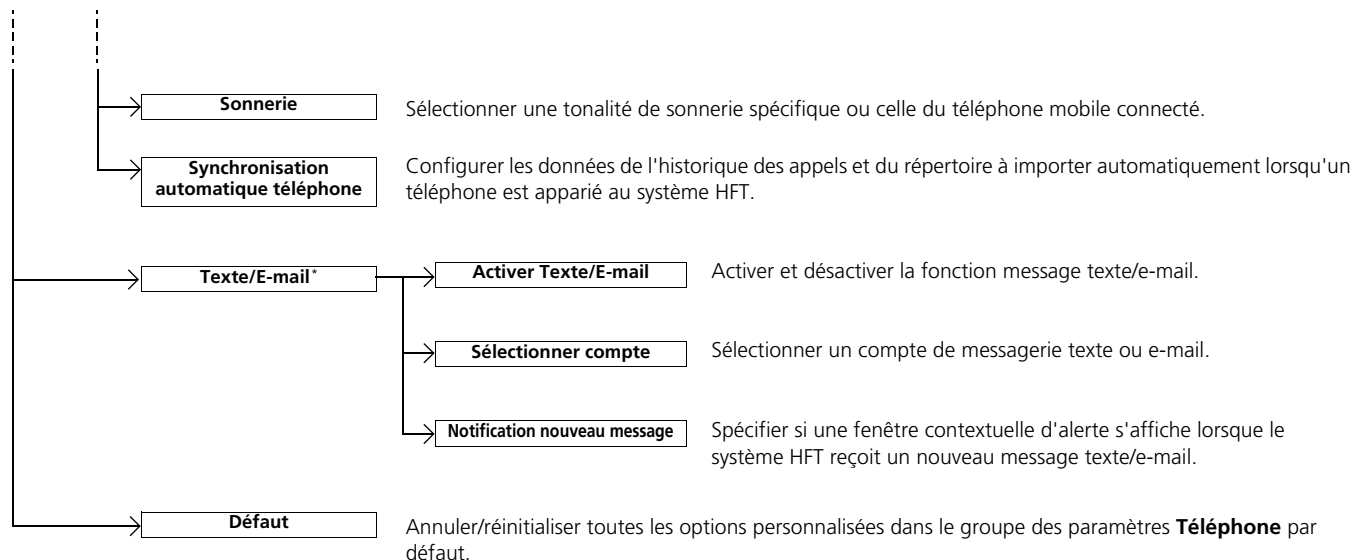 Sonnerie
Sélectionner une tonalité de sonnerie spécifique ou celle du téléphone mobile connecté.
Synchronisation
automatique téléphone
Configurer les données de l'historique des appels et du répertoire à importer automatiquement lorsqu'un
téléphone est apparié au système HFT.
Texte/E-mail*
Activer Texte/E-mail
Activer et désactiver la fonction message texte/e-mail.
Sélectionner compte
Sélectionner un compte de messagerie texte ou e-mail.
Notification nouveau message
Spécifier si une fenêtre contextuelle d'alerte s'affiche lorsque le
système HFT reçoit un nouveau message texte/e-mail.
Défaut
Annuler/réinitialiser toutes les options personnalisées dans le groupe des paramètres Téléphone par
défaut.